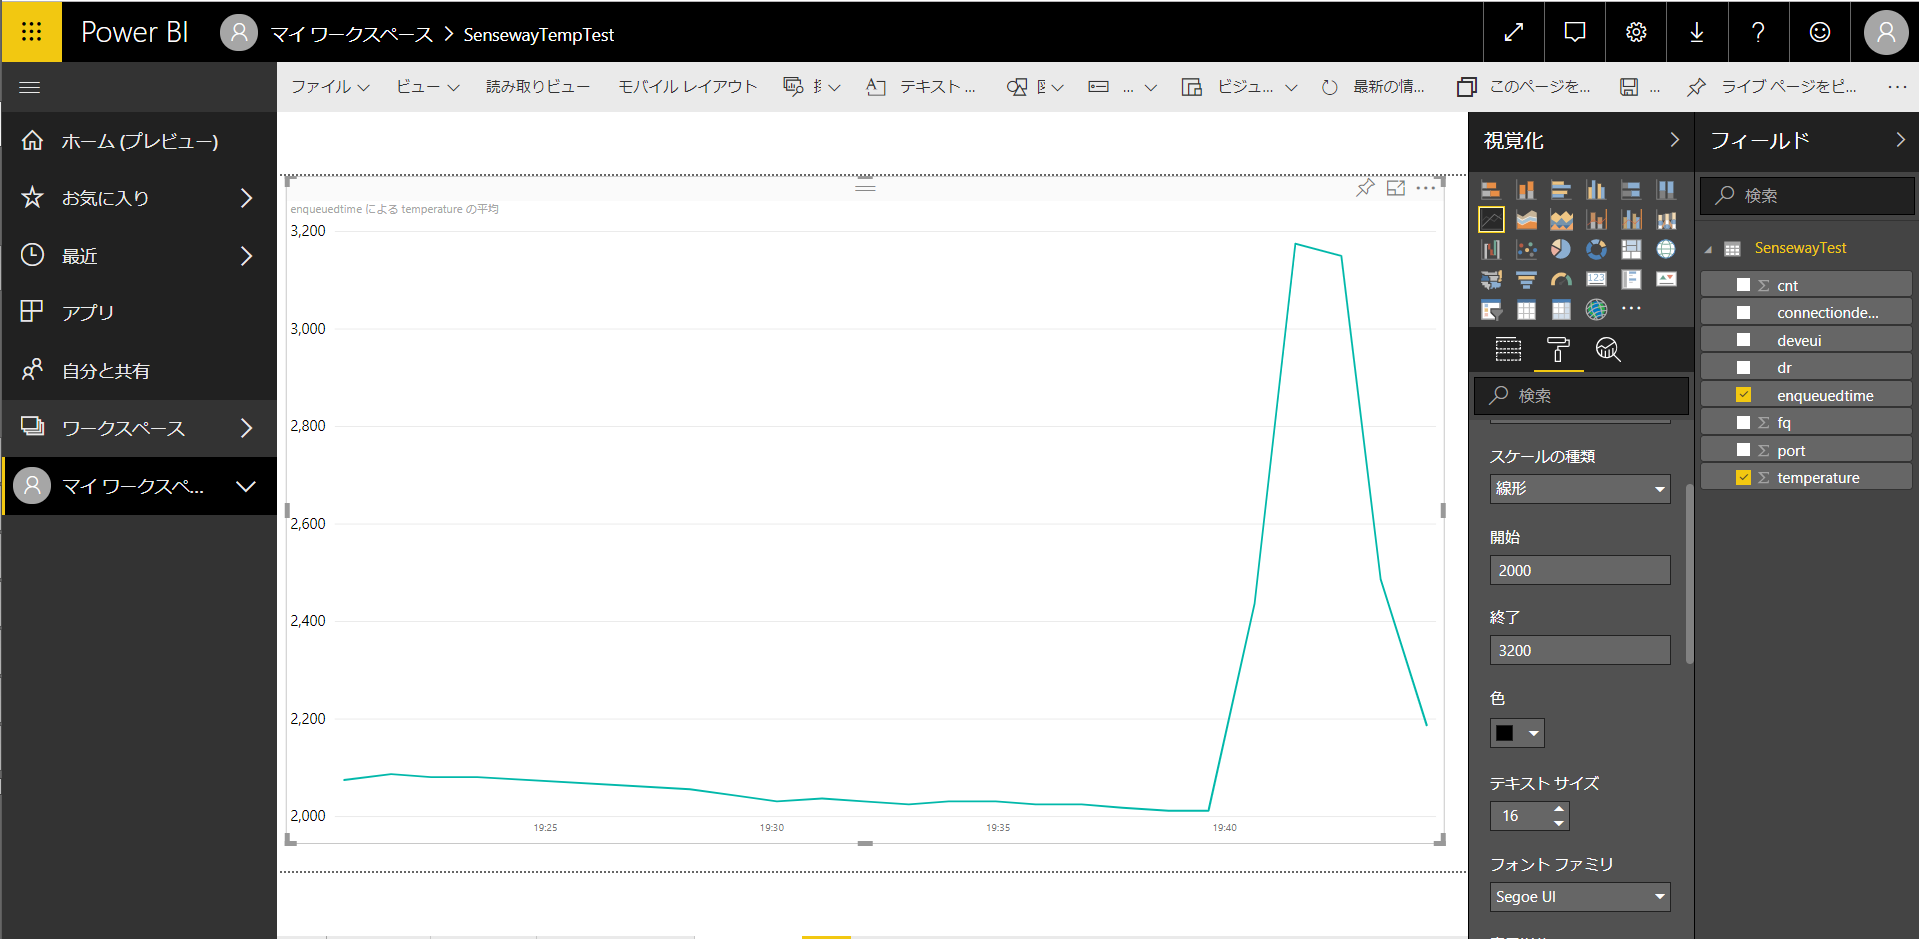 Power BI
マイ ワークスペース > SensewayTempTest
ファイル ビュー 読み取りビュー モバイル レイアウト テキスト ... ... ビジュ... 最新の情... このページを... ... ライブ ページをピ... ...
ホーム (プレビュー)
お気に入り
最近
アプリ
自分と共有
ワークスペース
マイ ワークスペ...
enqueuedtime による temperature の平均
3,200
3,000
2,800
2,600
2,400
2,200
2,000
19:25 19:30 19:35 19:40
視覚化
123
検索
スケールの種類
線形
開始
2000
終了
3200
色
テキスト サイズ
16
フォント ファミリ
Segoe UI
フィールド
検索
SensewayTest
Σ cnt
connectionde...
deveui
dr
enqueuedtime
Σ fq
Σ port
Σ temperature